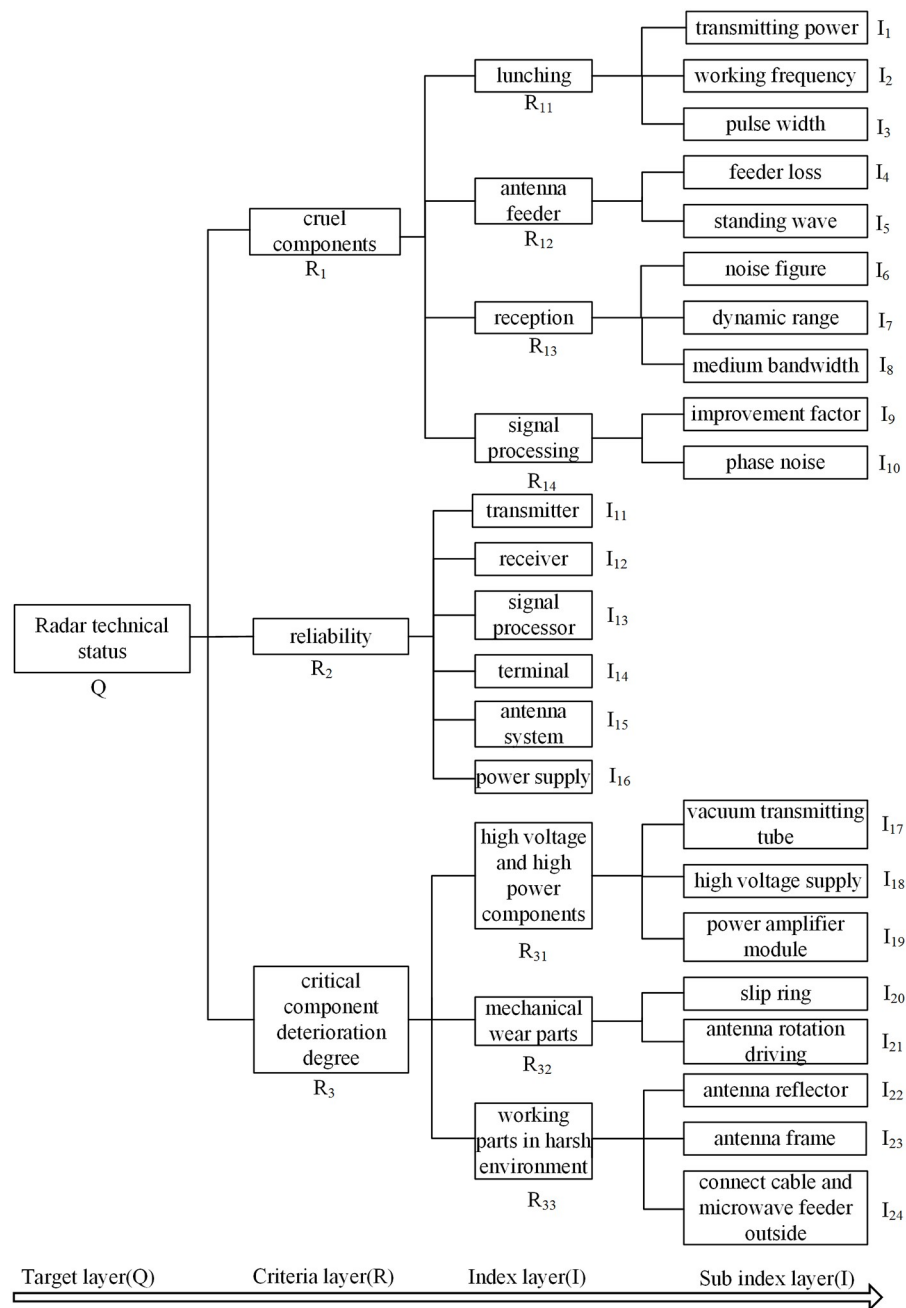 transmitting power I₁
lunching
R₁₁
working frequency I₂
pulse width I₃
antenna
feeder
R₁₂
feeder loss I₄
standing wave I₅
cruel
components
R₁
reception
R₁₃
noise figure I₆
dynamic range I₇
medium bandwidth I₈
signal
processing
R₁₄
improvement factor I₉
phase noise I₁₀
Radar technical
status
Q
reliability
R₂
transmitter I₁₁
receiver I₁₂
signal
processor
I₁₃
terminal I₁₄
antenna
system
I₁₅
power supply I₁₆
critical
component
deterioration
degree
R₃
high voltage
and high
power
components
R₃₁
vacuum transmitting
tube
I₁₇
high voltage supply I₁₈
power amplifier
module
I₁₉
mechanical
wear parts
R₃₂
slip ring I₂₀
antenna rotation
driving
I₂₁
working
parts in harsh
environment
R₃₃
antenna reflector I₂₂
antenna frame I₂₃
connect cable and
microwave feeder
outside
I₂₄
Target layer(Q) Criteria layer(R) Index layer(I) Sub index layer(I)